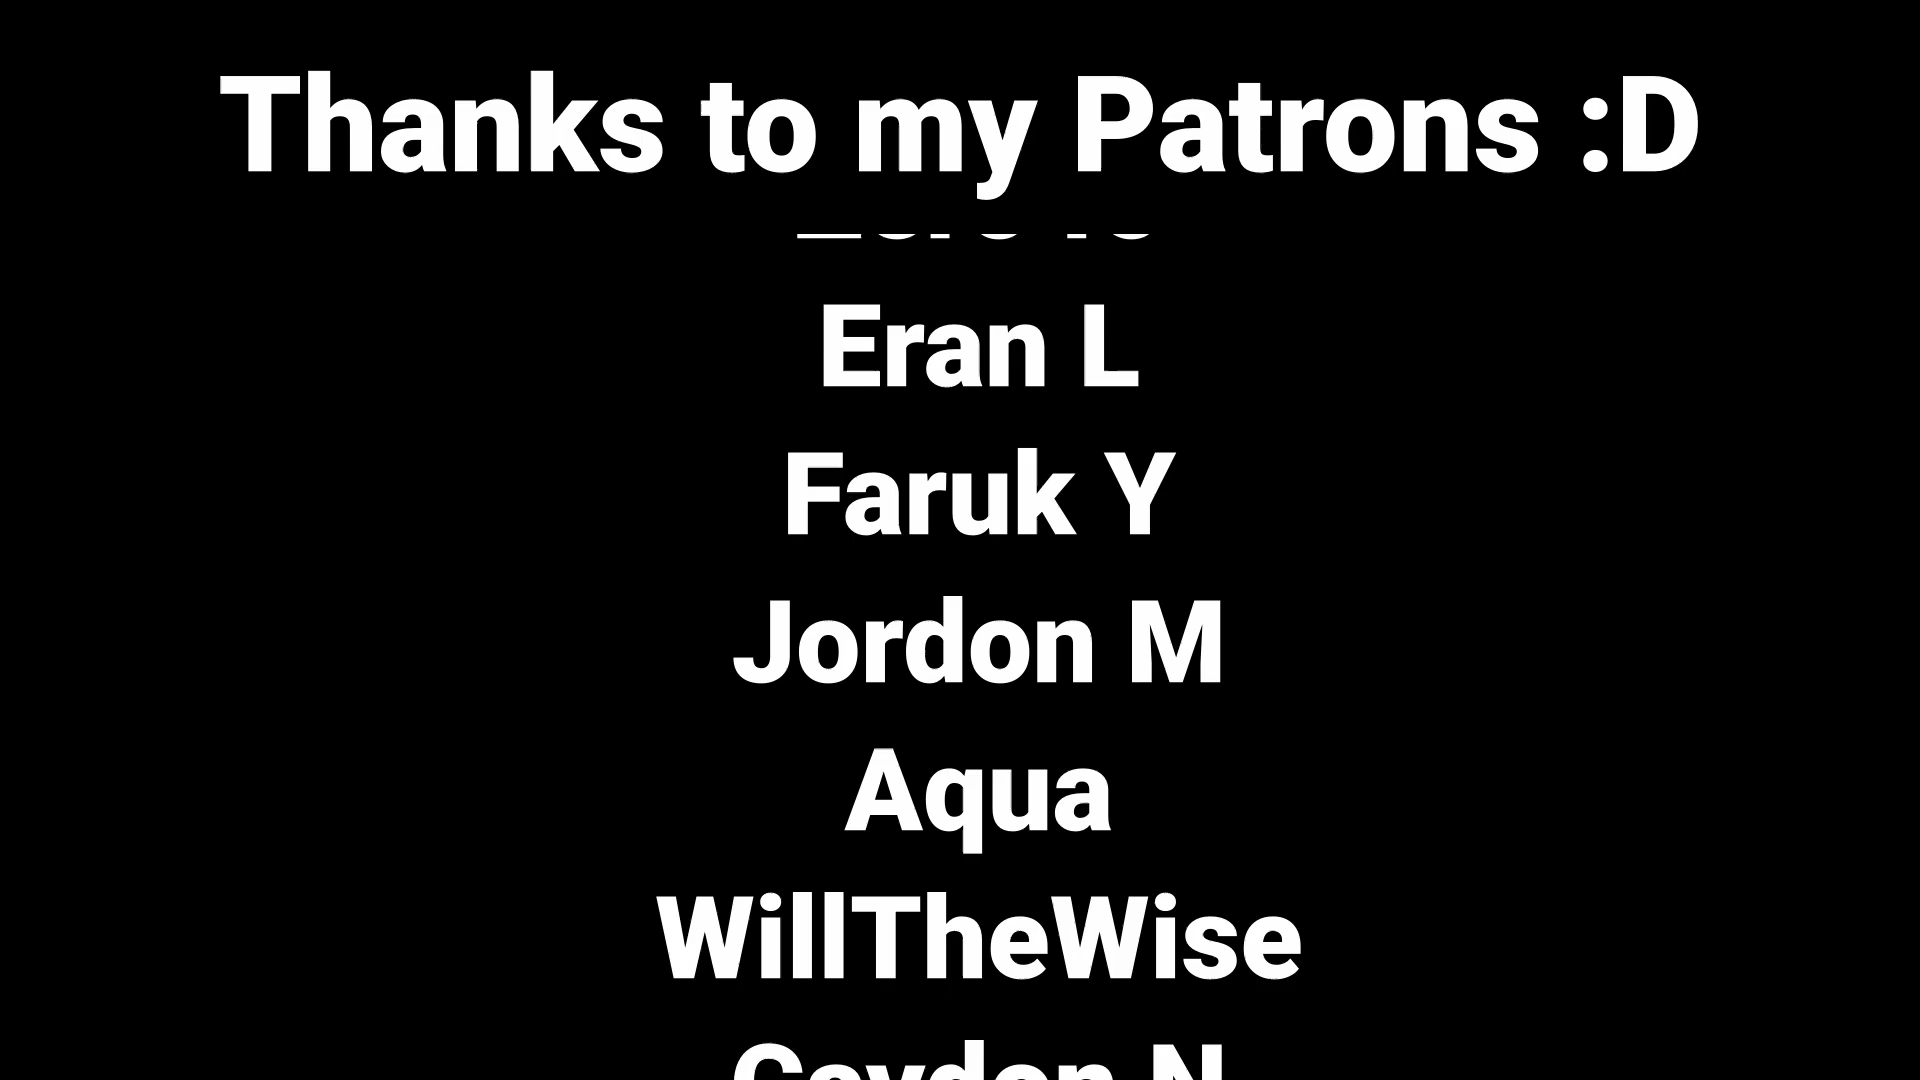 Thanks to my Patrons :D
Eran L
Faruk Y
Jordon M
Aqua
WillTheWise